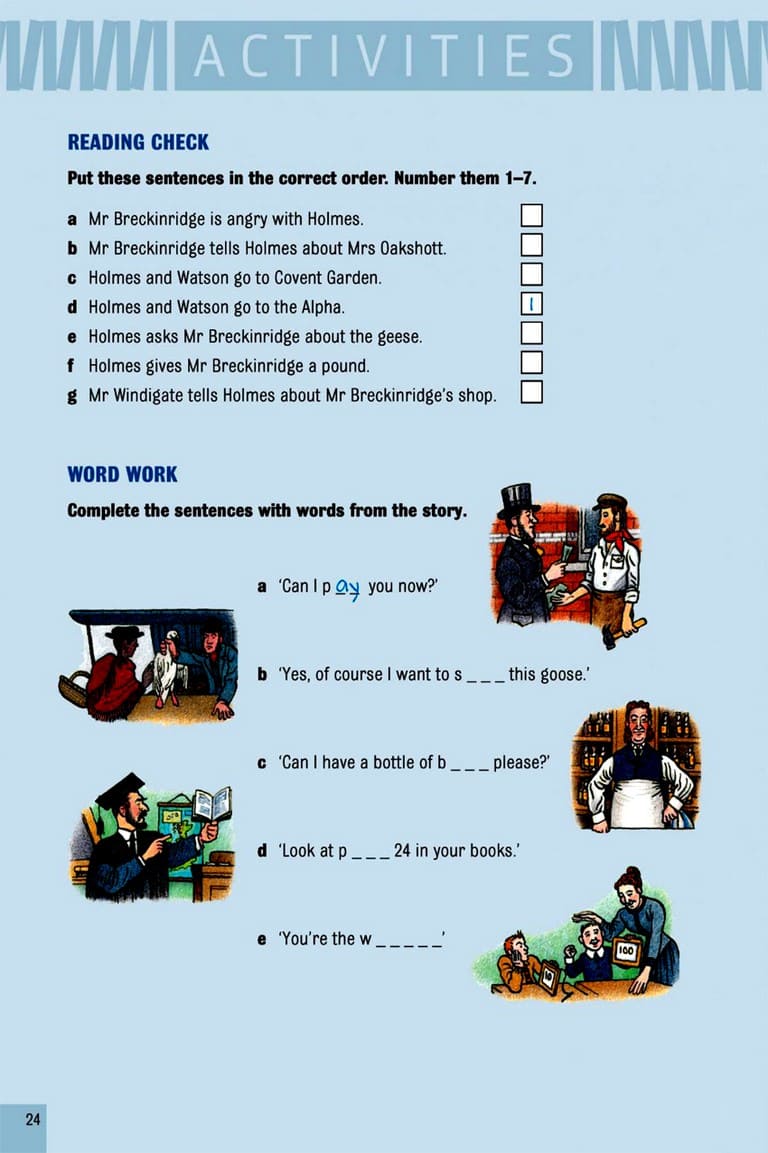 ACTIVITIES
READING CHECK
Put these sentences in the correct order. Number them 1–7.
a Mr Breckinridge is angry with Holmes.
b Mr Breckinridge tells Holmes about Mrs Oakshott.
c Holmes and Watson go to Covent Garden.
d Holmes and Watson go to the Alpha. 1
e Holmes asks Mr Breckinridge about the geese.
f Holmes gives Mr Breckinridge a pound.
g Mr Windigate tells Holmes about Mr Breckinridge's shop.
WORD WORK
Complete the sentences with words from the story.
a ‘Can I p ay you now?’
b ‘Yes, of course I want to s _ _ _ this goose.’
c ‘Can I have a bottle of b _ _ _ please?’
d ‘Look at p _ _ _ 24 in your books.’
e ‘You're the w _ _ _ _ _’
100
10
24